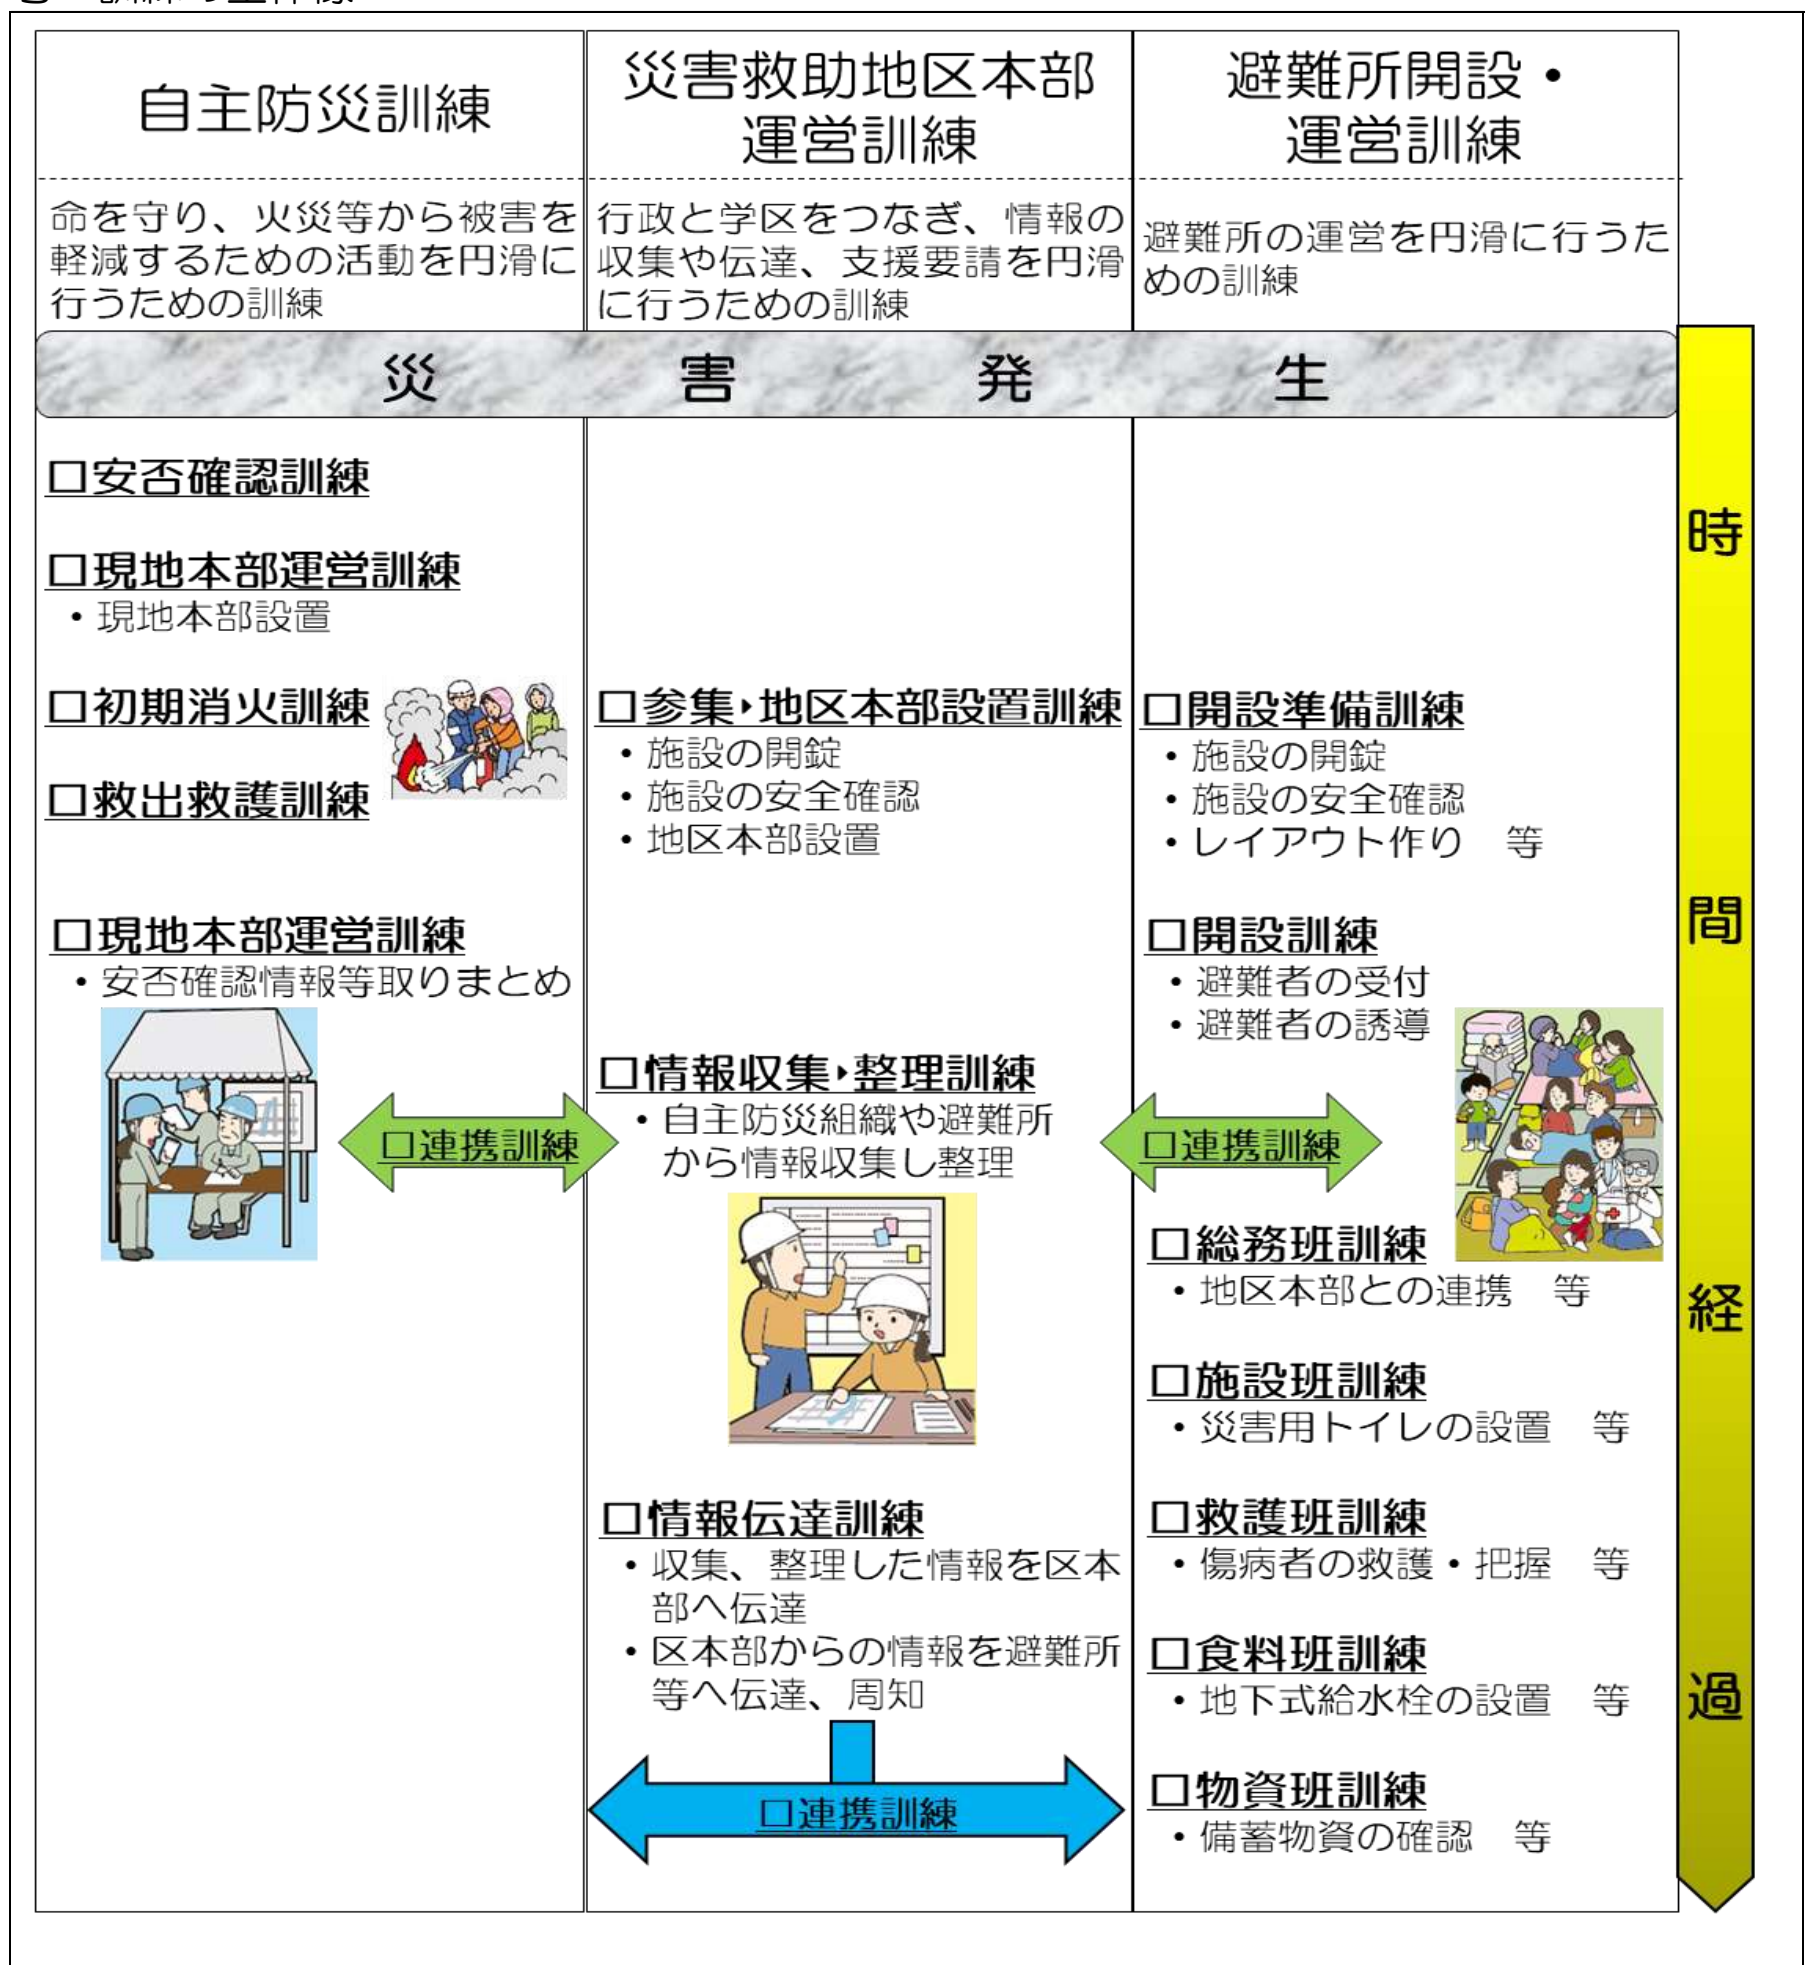 自主防災訓練
命を守り、火災等から被害を
軽減するための活動を円滑に
行うための訓練
災害救助地区本部
運営訓練
行政と学区をつなぎ、情報の
収集や伝達、支援要請を円滑
に行うための訓練
避難所開設・
運営訓練
避難所の運営を円滑に行うた
めの訓練
災害発生
□安否確認訓練
□現地本部運営訓練
・現地本部設置
□初期消火訓練
□救出救護訓練
□現地本部運営訓練
・安否確認情報等取りまとめ
□連携訓練
□参集・地区本部設置訓練
・施設の開錠
・施設の安全確認
・地区本部設置
□情報収集・整理訓練
・自主防災組織や避難所
から情報収集し整理
□情報伝達訓練
・収集、整理した情報を区本
部へ伝達
・区本部からの情報を避難所
等へ伝達、周知
□連携訓練
□連携訓練
□開設準備訓練
・施設の開錠
・施設の安全確認
・レイアウト作り　等
□開設訓練
・避難者の受付
・避難者の誘導
□総務班訓練
・地区本部との連携　等
□施設班訓練
・災害用トイレの設置　等
□救護班訓練
・傷病者の救護・把握　等
□食料班訓練
・地下式給水栓の設置　等
□物資班訓練
・備蓄物資の確認　等
時間経過